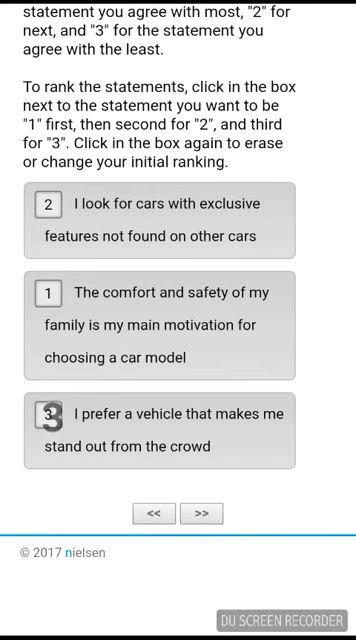 statement you agree with most, "2" for
next, and "3" for the statement you
agree with the least.
To rank the statements, click in the box
next to the statement you want to be
"1" first, then second for "2", and third
for "3". Click in the box again to erase
or change your initial ranking.
2 I look for cars with exclusive
features not found on other cars
1 The comfort and safety of my
family is my main motivation for
choosing a car model
3 I prefer a vehicle that makes me
stand out from the crowd
<< >>
© 2017 nielsen
DU SCREEN RECORDER